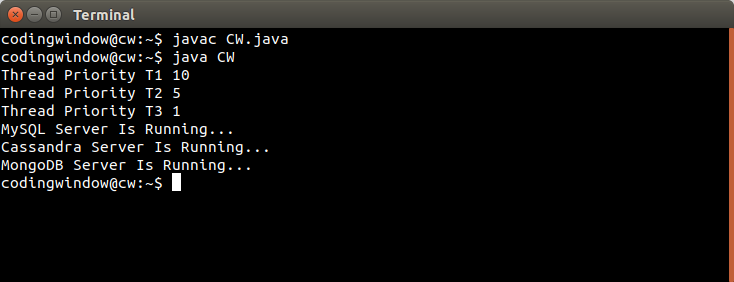 Terminal
codingwindow@cw:~$ javac CW.java
codingwindow@cw:~$ java CW
Thread Priority T1 10
Thread Priority T2 5
Thread Priority T3 1
MySQL Server Is Running...
Cassandra Server Is Running...
MongoDB Server Is Running...
codingwindow@cw:~$